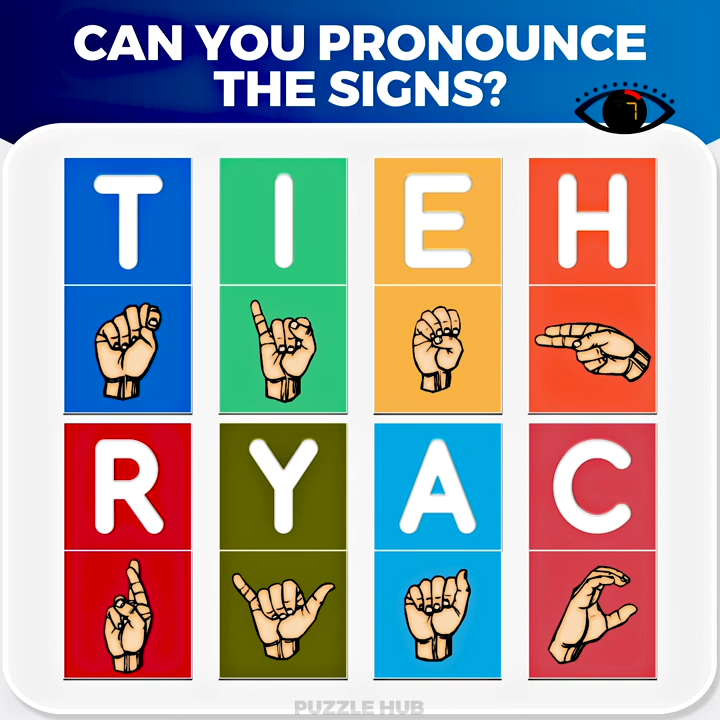 CAN YOU PRONOUNCE
THE SIGNS?
T I E H
R Y A C
PUZZLE HUB